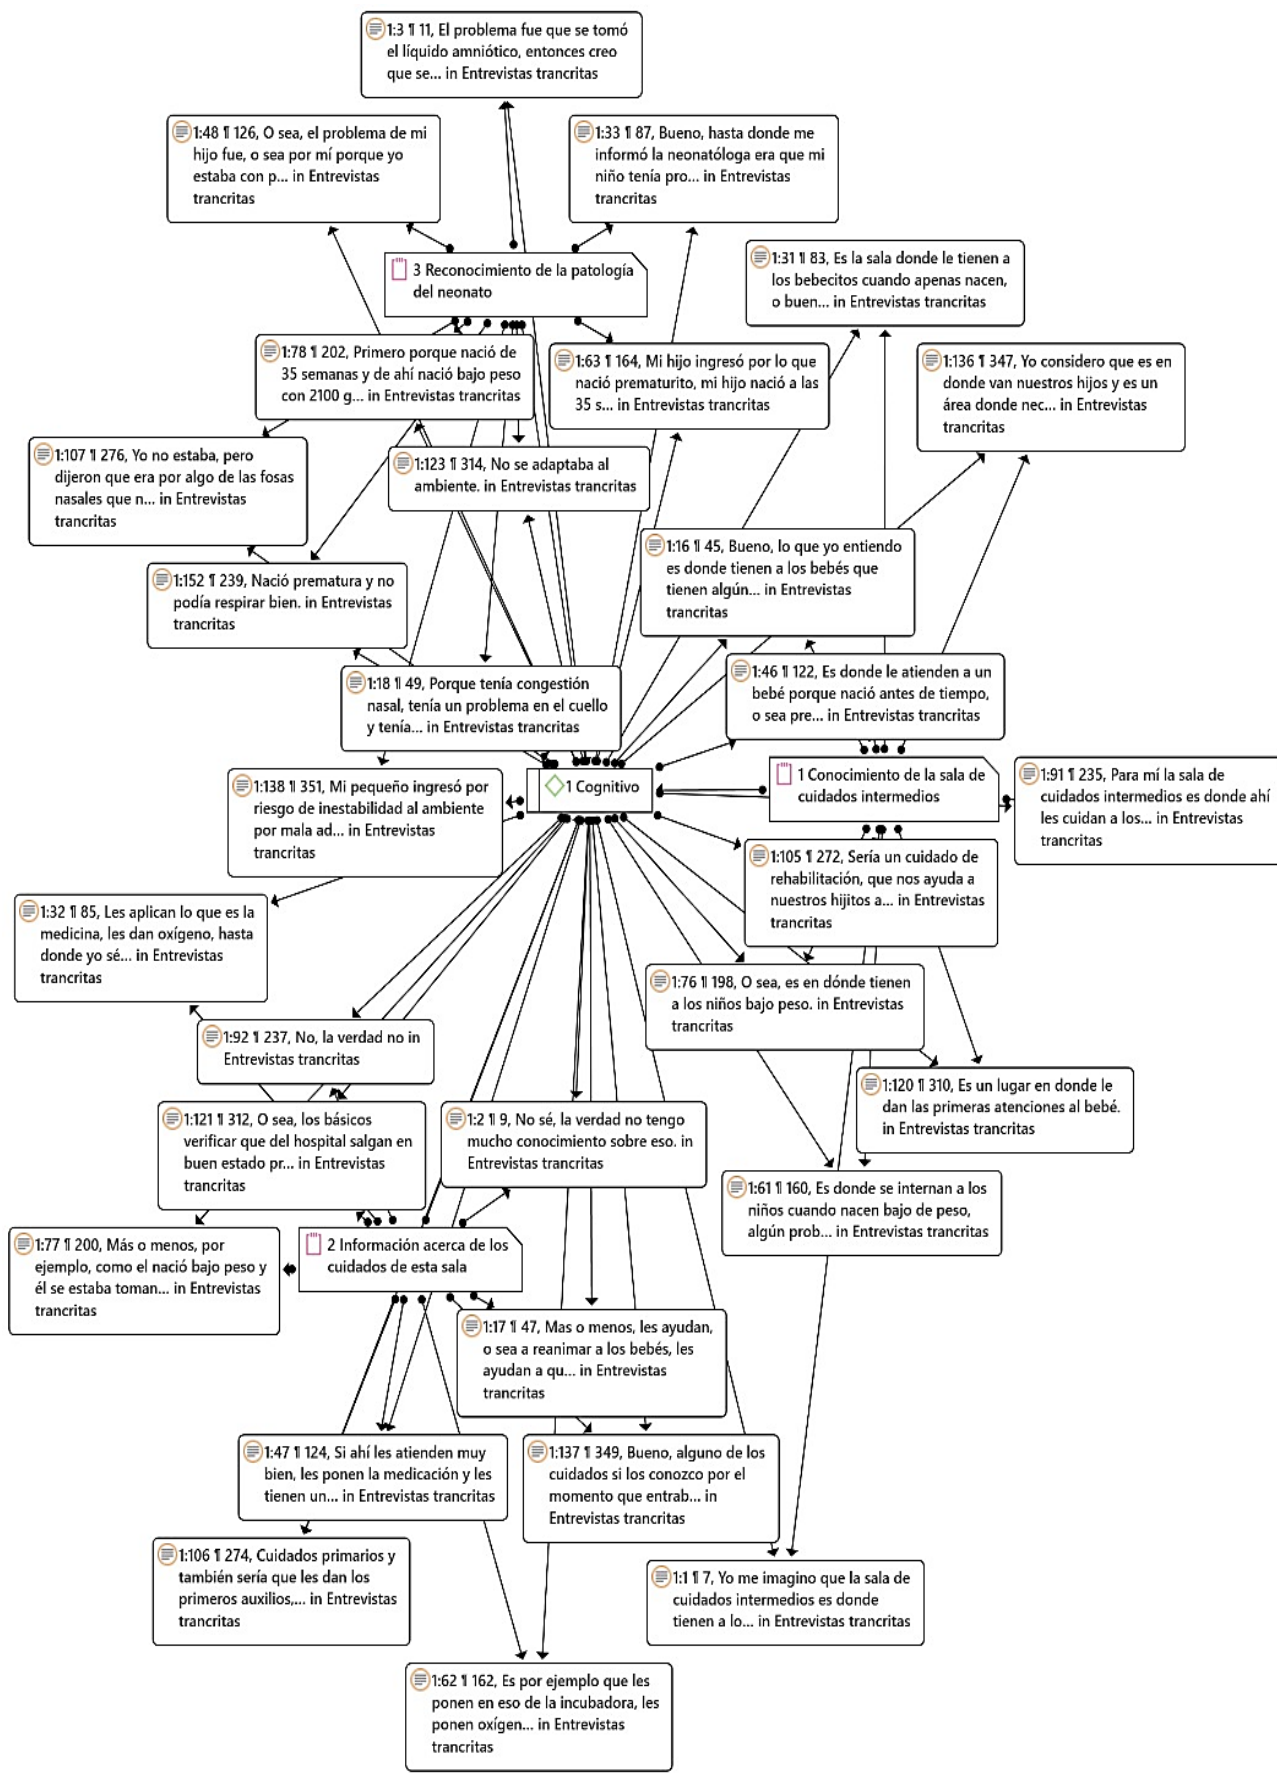 1:3 ¶ 11, El problema fue que se tomó
el líquido amniótico, entonces creo
que se... in Entrevistas trancritas
1:48 ¶ 126, O sea, el problema de mi
hijo fue, o sea por mí porque yo
estaba con p... in Entrevistas
trancritas
1:33 ¶ 87, Bueno, hasta donde me
informó la neonatóloga era que mi
niño tenía pro... in Entrevistas
trancritas
3 Reconocimiento de la patología
del neonato
1:31 ¶ 83, Es la sala donde le tienen a
los bebecitos cuando apenas nacen,
o buen... in Entrevistas trancritas
1:78 ¶ 202, Primero porque nació de
35 semanas y de ahí nació bajo peso
con 2100 g... in Entrevistas
trancritas
1:63 ¶ 164, Mi hijo ingresó por lo que
nació prematurito, mi hijo nació a las
35 s... in Entrevistas trancritas
1:136 ¶ 347, Yo considero que es en
donde van nuestros hijos y es un
área donde nec... in Entrevistas
trancritas
1:107 ¶ 276, Yo no estaba, pero
dijeron que era por algo de las fosas
nasales que n... in Entrevistas
trancritas
1:123 ¶ 314, No se adaptaba al
ambiente. in Entrevistas trancritas
1:16 ¶ 45, Bueno, lo que yo entiendo
es donde tienen a los bebés que
tienen algún... in Entrevistas
trancritas
1:152 ¶ 239, Nació prematura y no
podía respirar bien. in Entrevistas
trancritas
1:18 ¶ 49, Porque tenía congestión
nasal, tenía un problema en el cuello
y tenía... in Entrevistas trancritas
1:46 ¶ 122, Es donde le atienden a un
bebé porque nació antes de tiempo,
o sea pre... in Entrevistas trancritas
1:138 ¶ 351, Mi pequeño ingresó por
riesgo de inestabilidad al ambiente
por mala ad... in Entrevistas
trancritas
1 Cognitivo
1 Conocimiento de la sala de
cuidados intermedios
1:91 ¶ 235, Para mí la sala de
cuidados intermedios es donde ahí
les cuidan a los... in Entrevistas
trancritas
1:105 ¶ 272, Sería un cuidado de
rehabilitación, que nos ayuda a
nuestros hijitos a... in Entrevistas
trancritas
1:32 ¶ 85, Les aplican lo que es la
medicina, les dan oxígeno, hasta
donde yo sé... in Entrevistas
trancritas
1:76 ¶ 198, O sea, es en dónde tienen
a los niños bajo peso. in Entrevistas
trancritas
1:92 ¶ 237, No, la verdad no in
Entrevistas trancritas
1:120 ¶ 310, Es un lugar en donde le
dan las primeras atenciones al bebé.
in Entrevistas trancritas
1:121 ¶ 312, O sea, los básicos
verificar que del hospital salgan en
buen estado pr... in Entrevistas
trancritas
1:2 ¶ 9, No sé, la verdad no tengo
mucho conocimiento sobre eso. in
Entrevistas trancritas
1:61 ¶ 160, Es donde se internan a los
niños cuando nacen bajo de peso,
algún prob... in Entrevistas trancritas
1:77 ¶ 200, Más o menos, por
ejemplo, como el nació bajo peso y
él se estaba toman... in Entrevistas
trancritas
2 Información acerca de los
cuidados de esta sala
1:17 ¶ 47, Mas o menos, les ayudan,
o sea a reanimar a los bebés, les
ayudan a qu... in Entrevistas
trancritas
1:47 ¶ 124, Si ahí les atienden muy
bien, les ponen la medicación y les
tienen un... in Entrevistas trancritas
1:137 ¶ 349, Bueno, alguno de los
cuidados si los conozco por el
momento que entrab... in
Entrevistas trancritas
1:106 ¶ 274, Cuidados primarios y
también sería que les dan los
primeros auxilios,... in Entrevistas
trancritas
1:1 ¶ 7, Yo me imagino que la sala de
cuidados intermedios es donde
tienen a lo... in Entrevistas trancritas
1:62 ¶ 162, Es por ejemplo que les
ponen en eso de la incubadora, les
ponen oxígen... in Entrevistas
trancritas